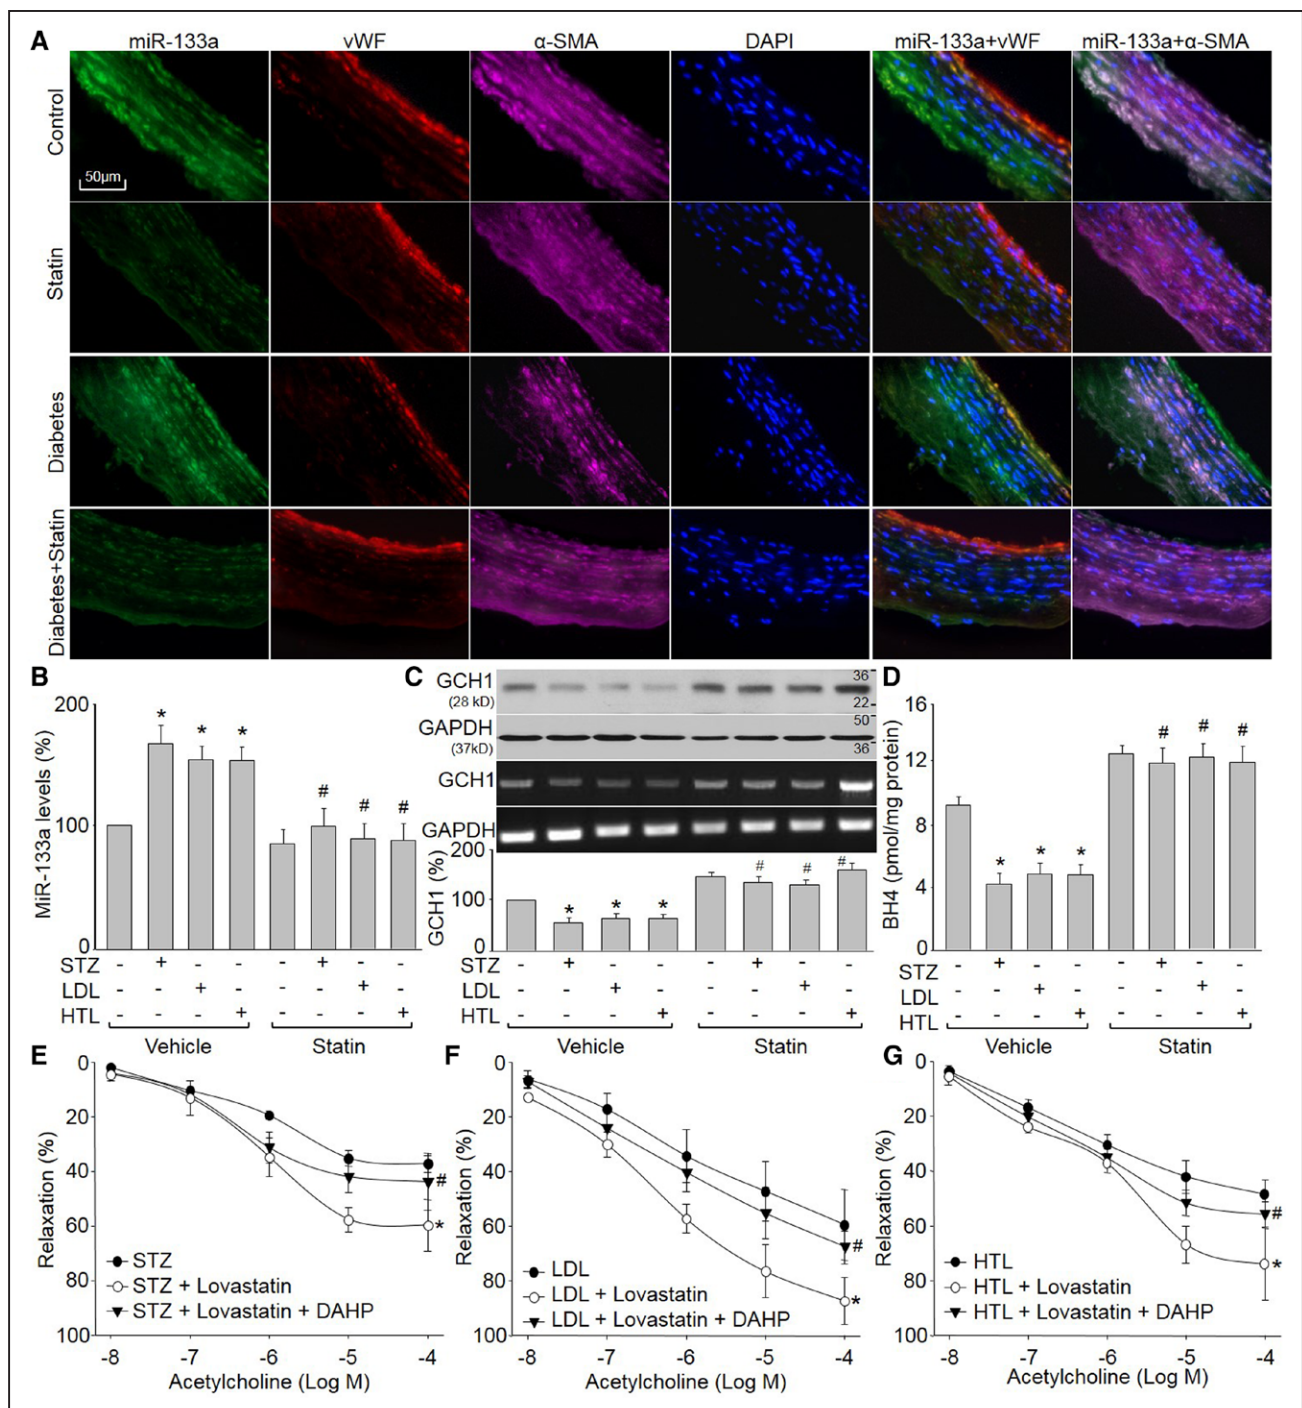 A
miR-133a vWF α-SMA DAPI miR-133a+vWF miR-133a+α-SMA
Control
50µm
Statin
Diabetes
Diabetes+Statin
B
MiR-133a levels (%)
200
100
0
* * * # # #
STZ - + - - - + - -
LDL - - + - - - + -
HTL - - - + - - - +
Vehicle Statin
C
GCH1
(28 kD)
36
22
GAPDH
(37kD)
50
36
GCH1
GAPDH
GCH1 (%)
200
100
0
* * * # # #
STZ - + - - - + - -
LDL - - + - - - + -
HTL - - - + - - - +
Vehicle Statin
D
BH4 (pmol/mg protein)
16
12
8
4
0
* * * # # #
STZ - + - - - + - -
LDL - - + - - - + -
HTL - - - + - - - +
Vehicle Statin
E
Relaxation (%)
0
20
40
60
80
100
#
*
STZ
STZ + Lovastatin
STZ + Lovastatin + DAHP
-8 -7 -6 -5 -4
Acetylcholine (Log M)
F
Relaxation (%)
0
20
40
60
80
100
#
*
LDL
LDL + Lovastatin
LDL + Lovastatin + DAHP
-8 -7 -6 -5 -4
Acetylcholine (Log M)
G
Relaxation (%)
0
20
40
60
80
100
#
*
HTL
HTL + Lovastatin
HTL + Lovastatin + DAHP
-8 -7 -6 -5 -4
Acetylcholine (Log M)